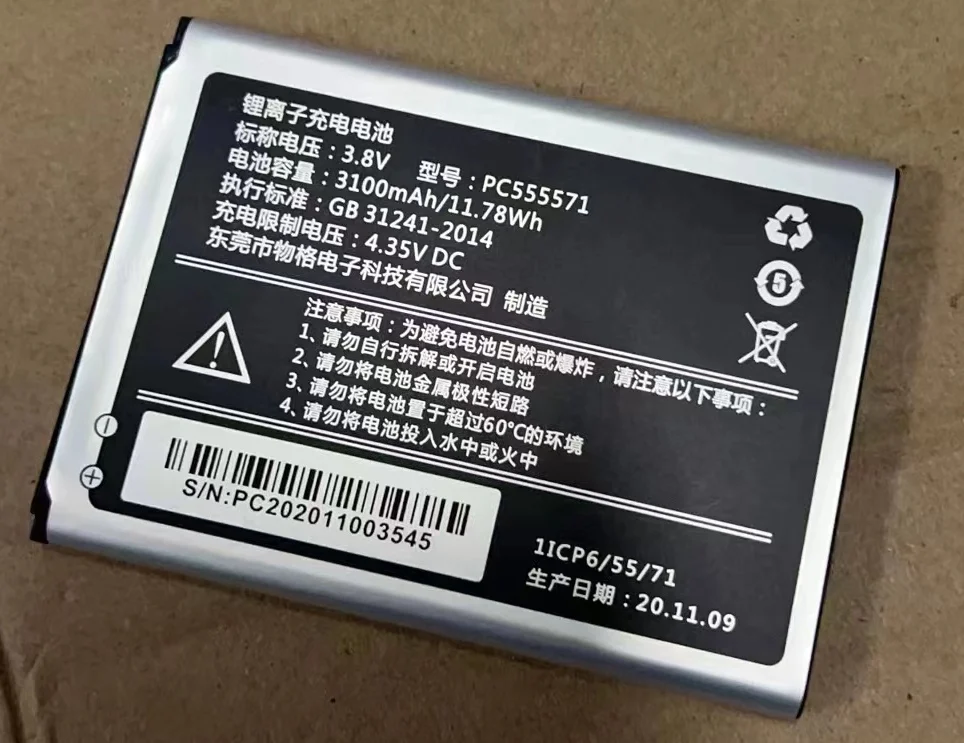 锂离子充电电池
标称电压：3.8V 型号：PC555571
电池容量：3100mAh/11.78Wh
执行标准：GB 31241-2014
充电限制电压：4.35V DC
东莞市物格电子科技有限公司 制造
5
注意事项：为避免电池自燃或爆炸，请注意以下事项：
1、请勿自行拆解或开启电池
2、请勿将电池金属极性短路
3、请勿将电池置于超过60℃的环境
4、请勿将电池投入水中或火中
S/N:PC202011003545
1ICP6/55/71
生产日期：20.11.09